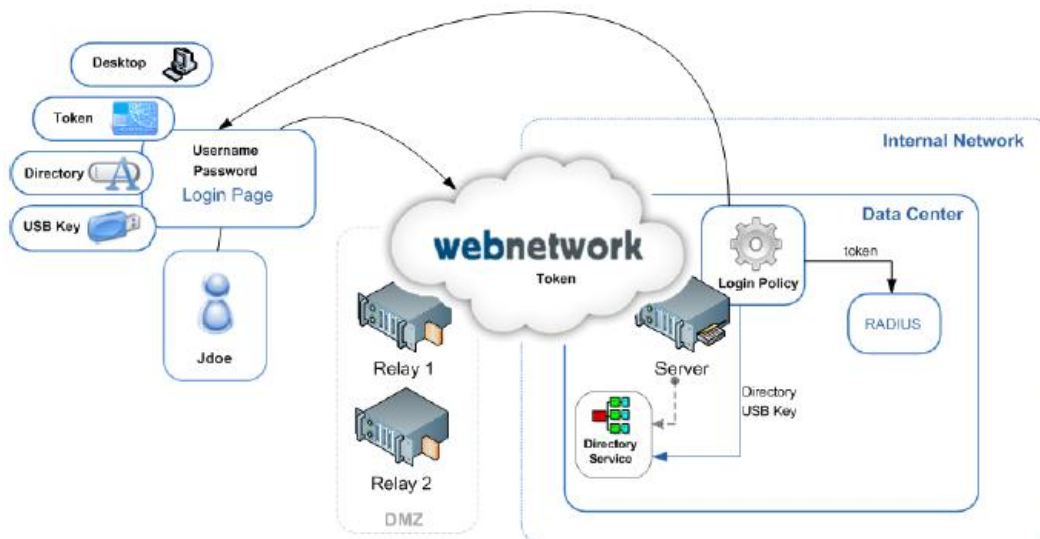 Desktop
Token
Directory
USB Key
Username
Password
Login Page
Jdoe
webnetwork
Token
Relay 1
Relay 2
DMZ
Internal Network
Data Center
Login Policy
token
RADIUS
Server
Directory
USB Key
Directory
Service